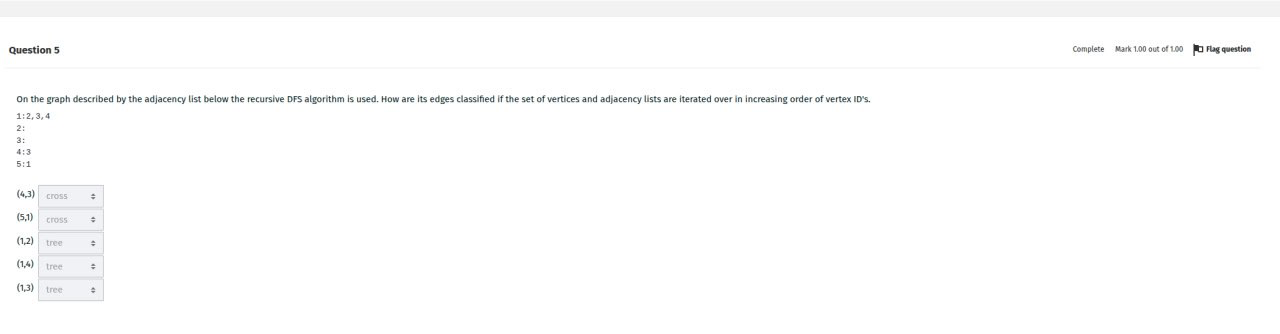 Question 5
Complete Mark 1.00 out of 1.00 Flag question
On the graph described by the adjacency list below the recursive DFS algorithm is used. How are its edges classified if the set of vertices and adjacency lists are iterated over in increasing order of vertex ID's.
1:2,3,4
2:
3:
4:3
5:1
(4,3) cross
(5,1) cross
(1,2) tree
(1,4) tree
(1,3) tree